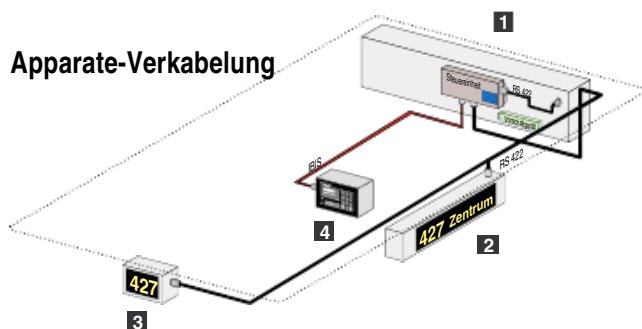 1
Apparate-Verkabelung
Steuereinheit
RS 422
IBIS
RS 422
4
427 Zentrum
2
427
3